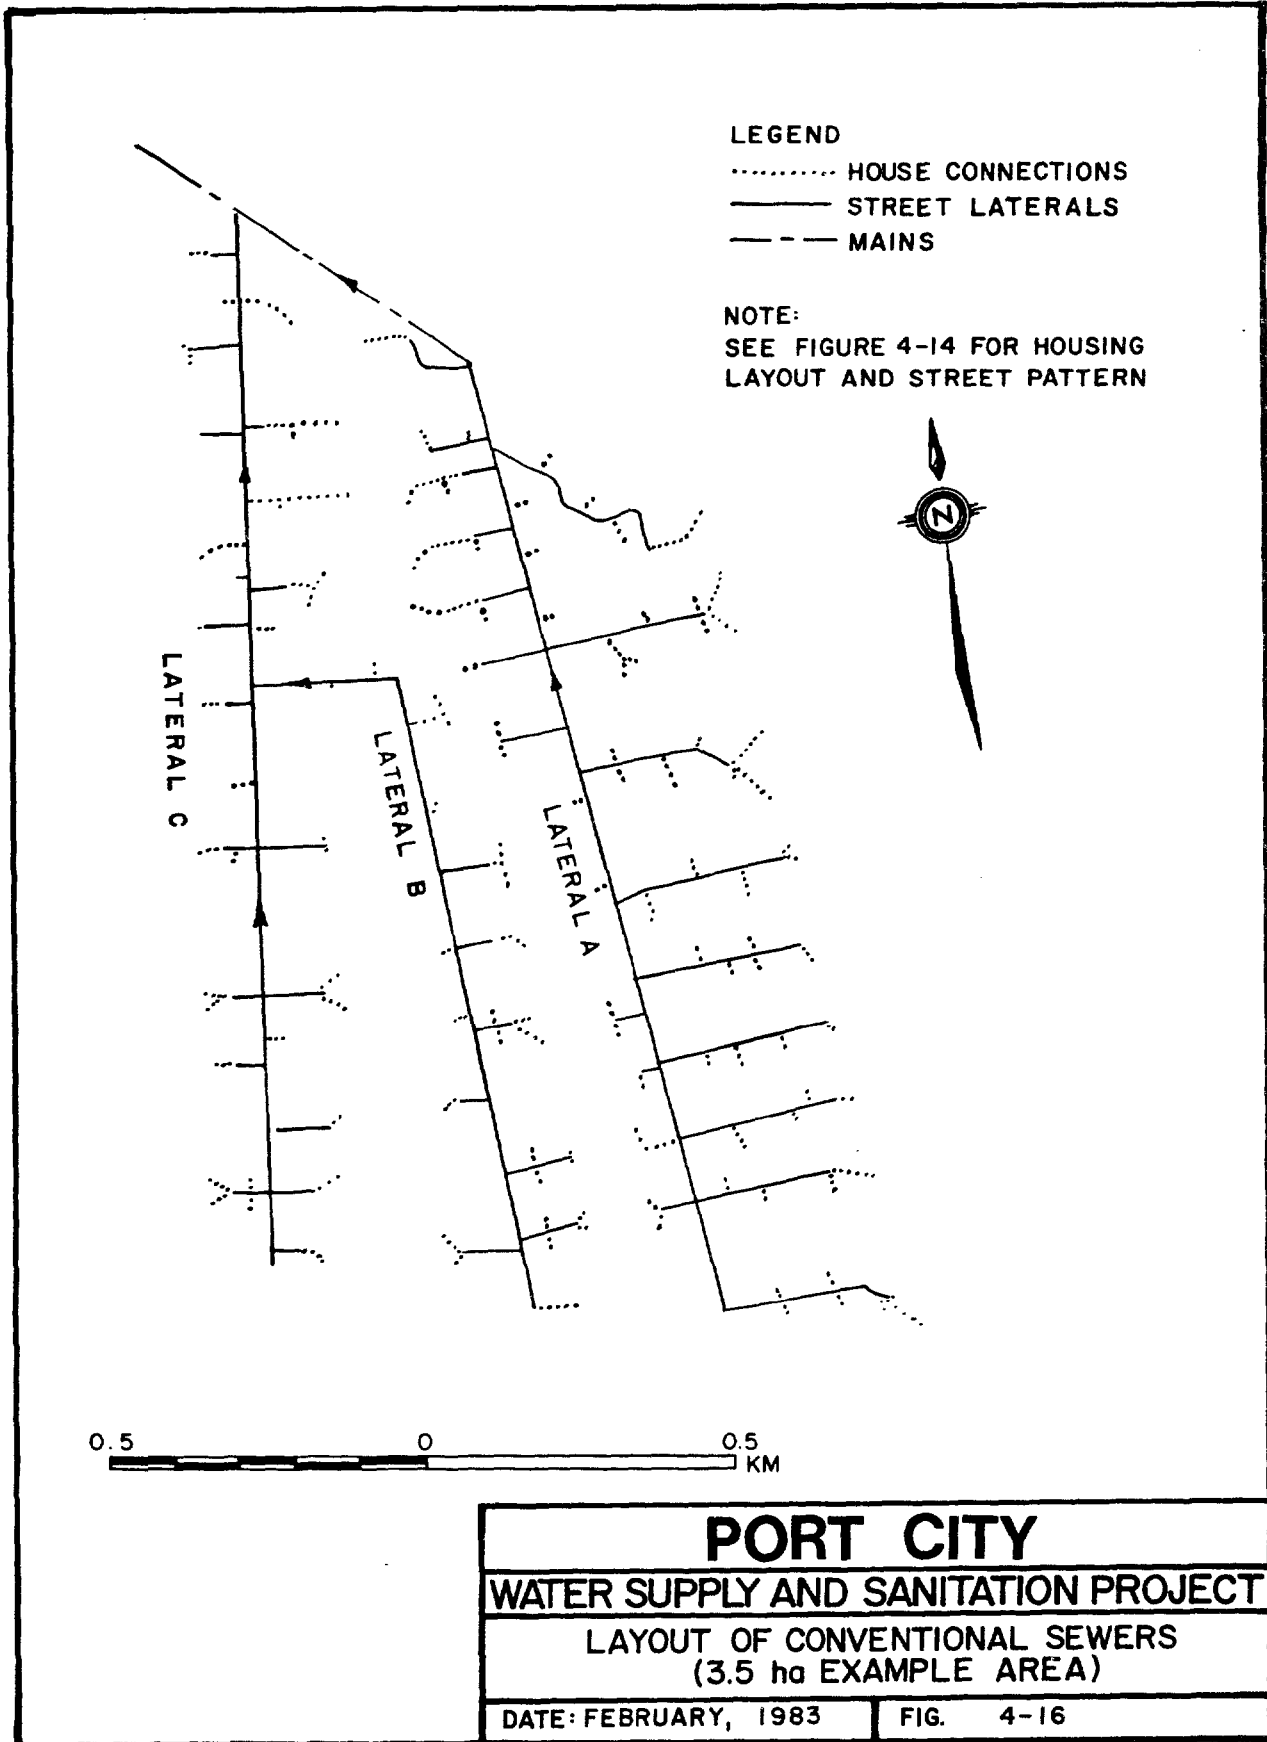 LEGEND
HOUSE CONNECTIONS
STREET LATERALS
MAINS
NOTE:
SEE FIGURE 4-14 FOR HOUSING
LAYOUT AND STREET PATTERN
N
LATERAL C
LATERAL B
LATERAL A
0.5 0 0.5
KM
PORT CITY
WATER SUPPLY AND SANITATION PROJECT
LAYOUT OF CONVENTIONAL SEWERS
(3.5 ha EXAMPLE AREA)
DATE: FEBRUARY, 1983 FIG. 4-16